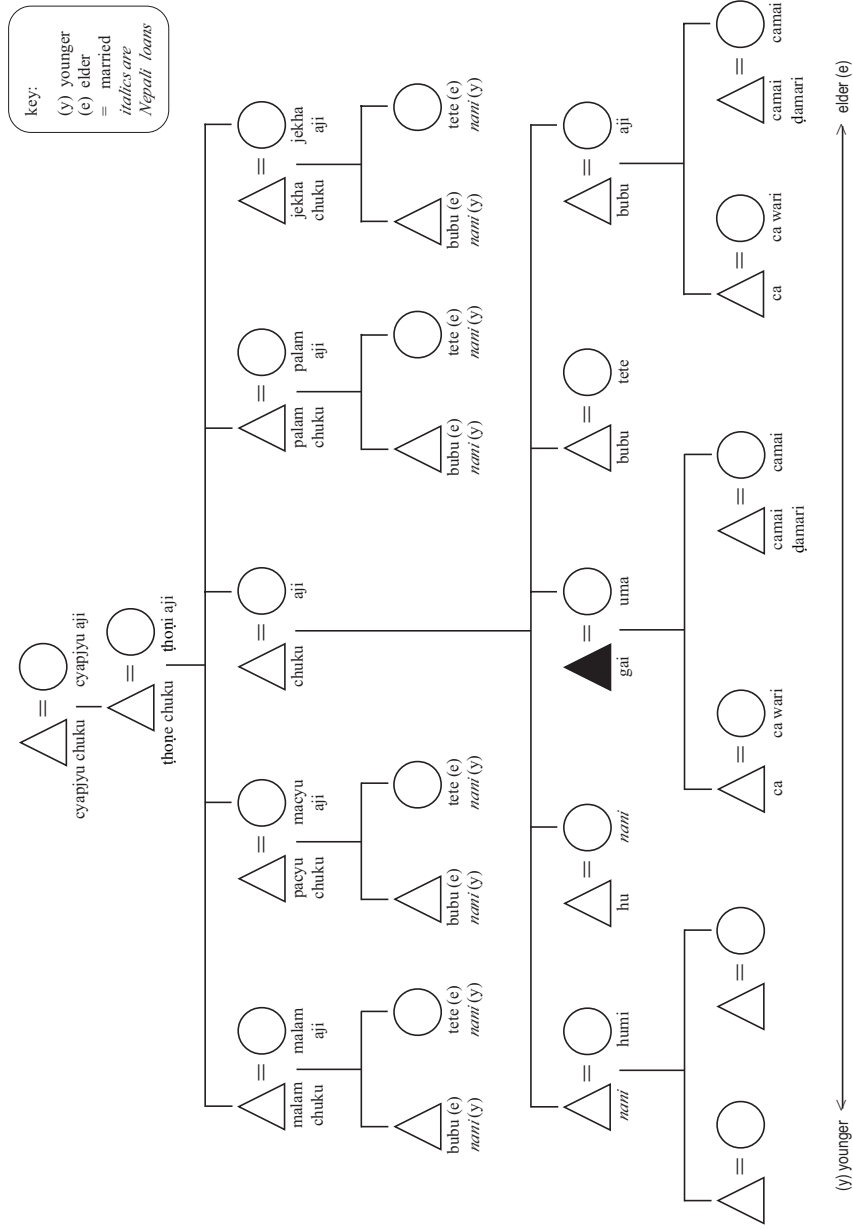 key:
(y) younger
(e) elder
= married
italics are
Nepali loans
cyapjyu chuku cyapjyu aji
ṭhone chuku ṭhoni aji
malam malam pacyu macyu chuku aji palam palam jekha jekha
chuku aji chuku aji chuku aji chuku aji
bubu (e) tete (e) bubu (e) tete (e) bubu (e) tete (e) bubu (e) tete (e)
nani (y) nani (y) nani (y) nani (y) nani (y) nani (y) nani (y) nani (y)
nani humi hu nani gai uma bubu tete bubu aji
ca ca wari camai camai ca ca wari camai camai
ḍamari ḍamari
(y) younger elder (e)